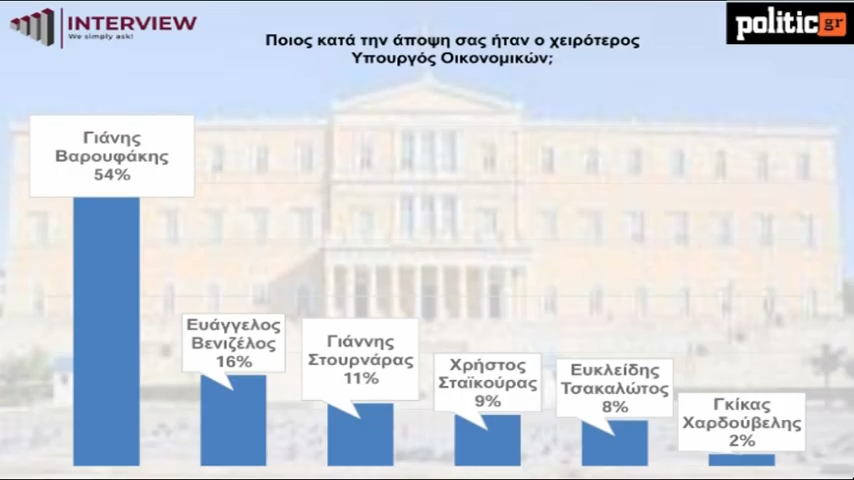 INTERVIEW
We simply ask!
politic gr
Ποιος κατά την άποψη σας ήταν ο χειρότερος
Υπουργός Οικονομικών;
Γιάνης
Βαρουφάκης
54%
Ευάγγελος
Βενιζέλος
16%
Γιάννης
Στουρνάρας
11%
Χρήστος
Σταϊκούρας
9%
Ευκλείδης
Τσακαλώτος
8%
Γκίκας
Χαρδούβελης
2%